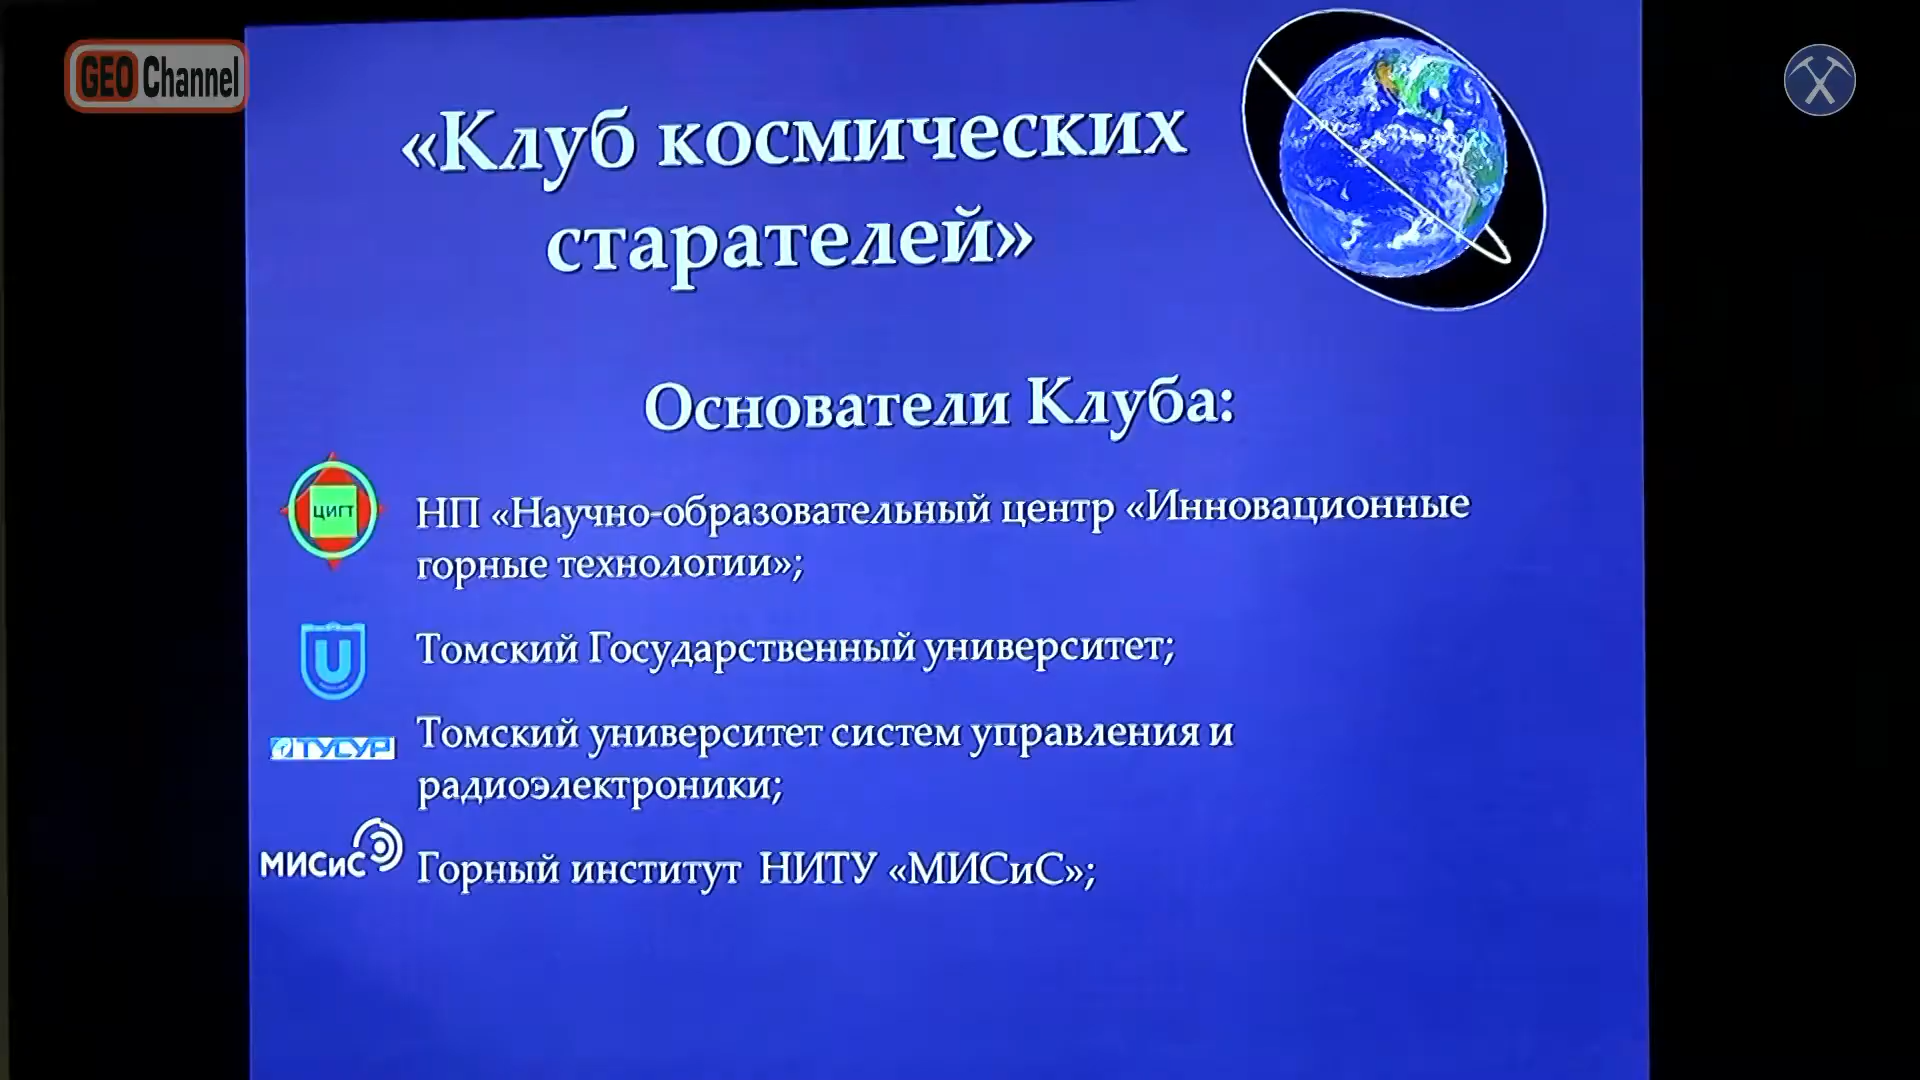 GEO Channel
«Клуб космических
старателей»
Основатели Клуба:
ЦИГТ
НП «Научно-образовательный центр «Инновационные
горные технологии»;
U
Томский Государственный университет;
ТУСУР
Томский университет систем управления и
радиоэлектроники;
МИСиС
Горный институт НИТУ «МИСиС»;